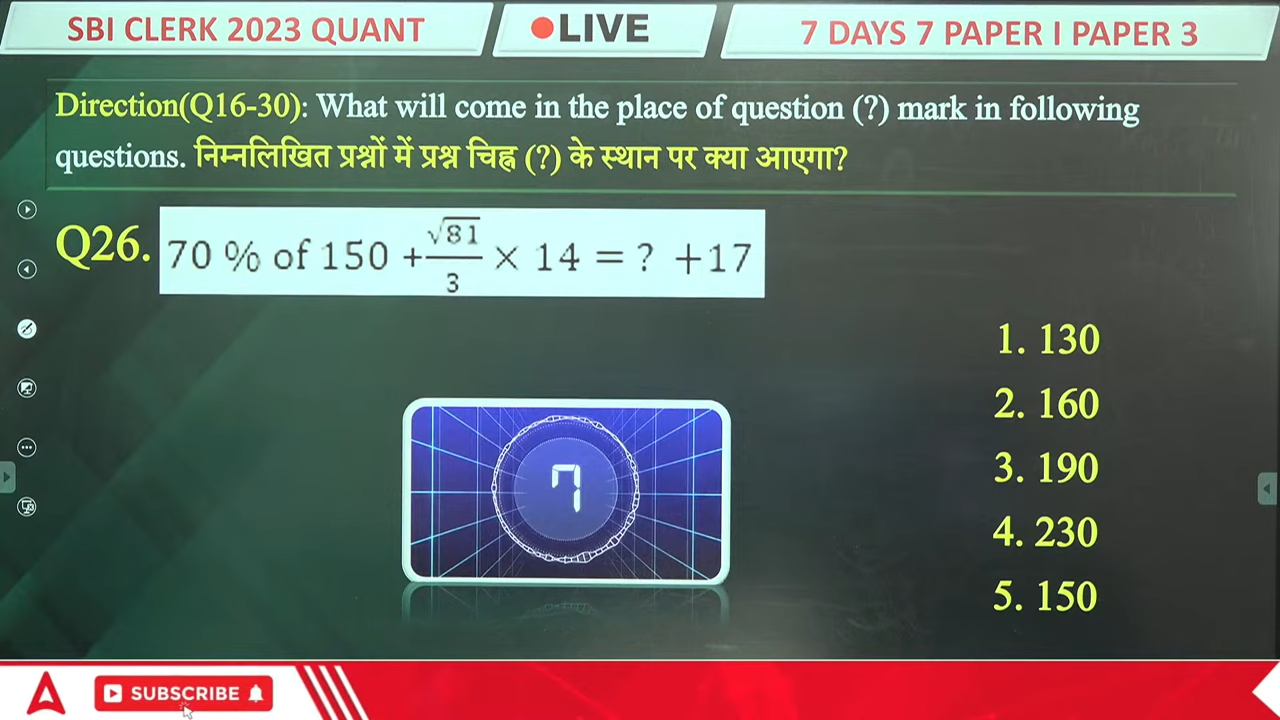 SBI CLERK 2023 QUANT
LIVE
7 DAYS 7 PAPER I PAPER 3
Direction(Q16-30): What will come in the place of question (?) mark in following
questions. निम्नलिखित प्रश्नों में प्रश्न चिह्न (?) के स्थान पर क्या आएगा?
Q26. 70 % of 150 + √81/3 × 14 = ? +17
1. 130
2. 160
3. 190
4. 230
5. 150
7
SUBSCRIBE